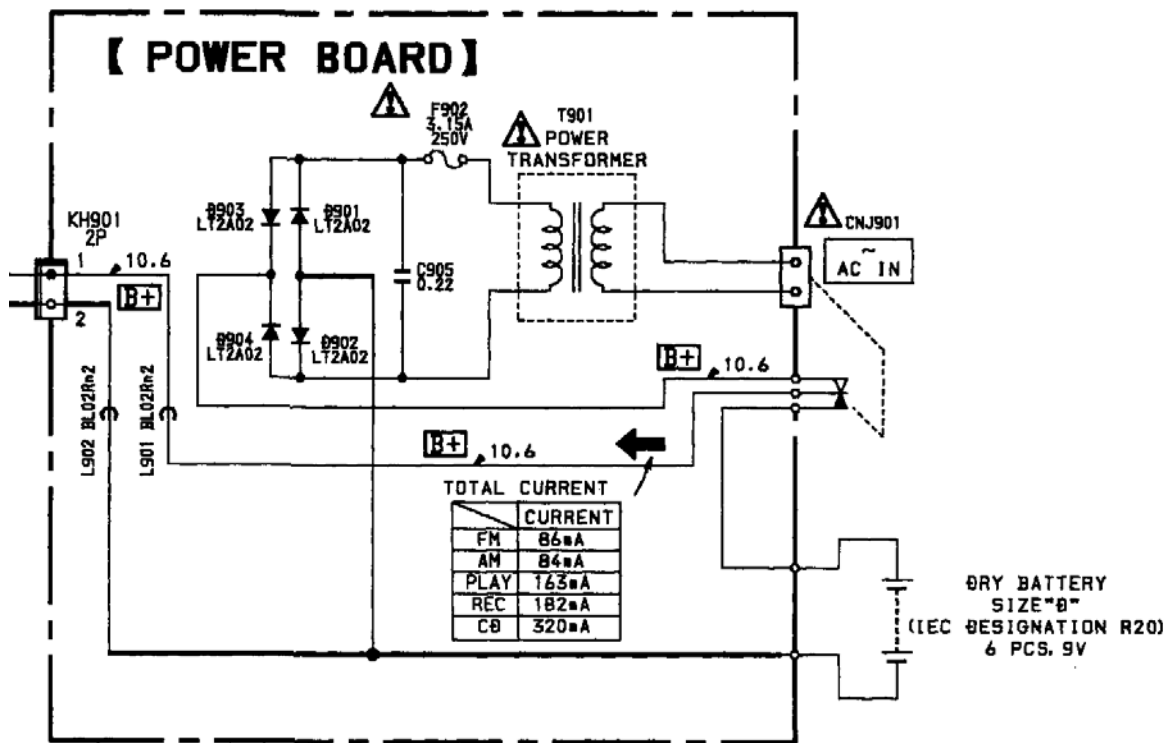 【 POWER BOARD】
F902
3.15A
250V
T901
POWER
TRANSFORMER
D903
LT2A02
D901
LT2A02
CNJ901
~
AC IN
KH901
2P
1
10.6
B+
2
C905
0.22
D904
LT2A02
D902
LT2A02
B+
10.6
L902 BL02Rn2
L901 BL02Rn2
B+
10.6
TOTAL CURRENT
CURRENT
FM 86mA
AM 84mA
PLAY 163mA
REC 182mA
CD 320mA
DRY BATTERY
SIZE"D"
(IEC DESIGNATION R20)
6 PCS. 9V